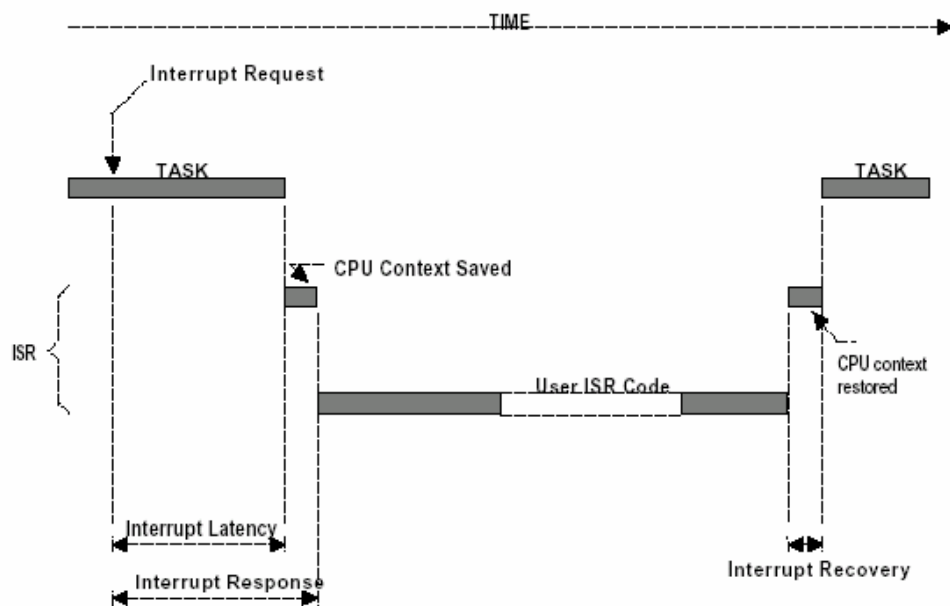 TIME
Interrupt Request
TASK
TASK
CPU Context Saved
ISR
CPU context
restored
User ISR Code
Interrupt Latency
Interrupt Response
Interrupt Recovery